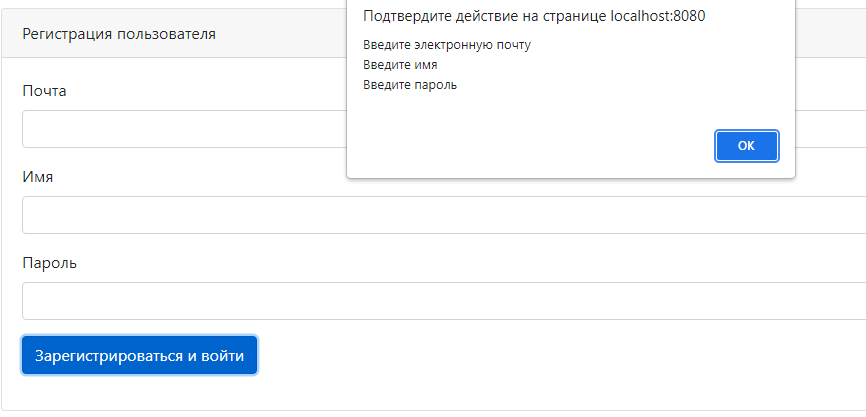 Подтвердите действие на странице localhost:8080
Введите электронную почту
Введите имя
Введите пароль
ОК
Регистрация пользователя
Почта
Имя
Пароль
Зарегистрироваться и войти